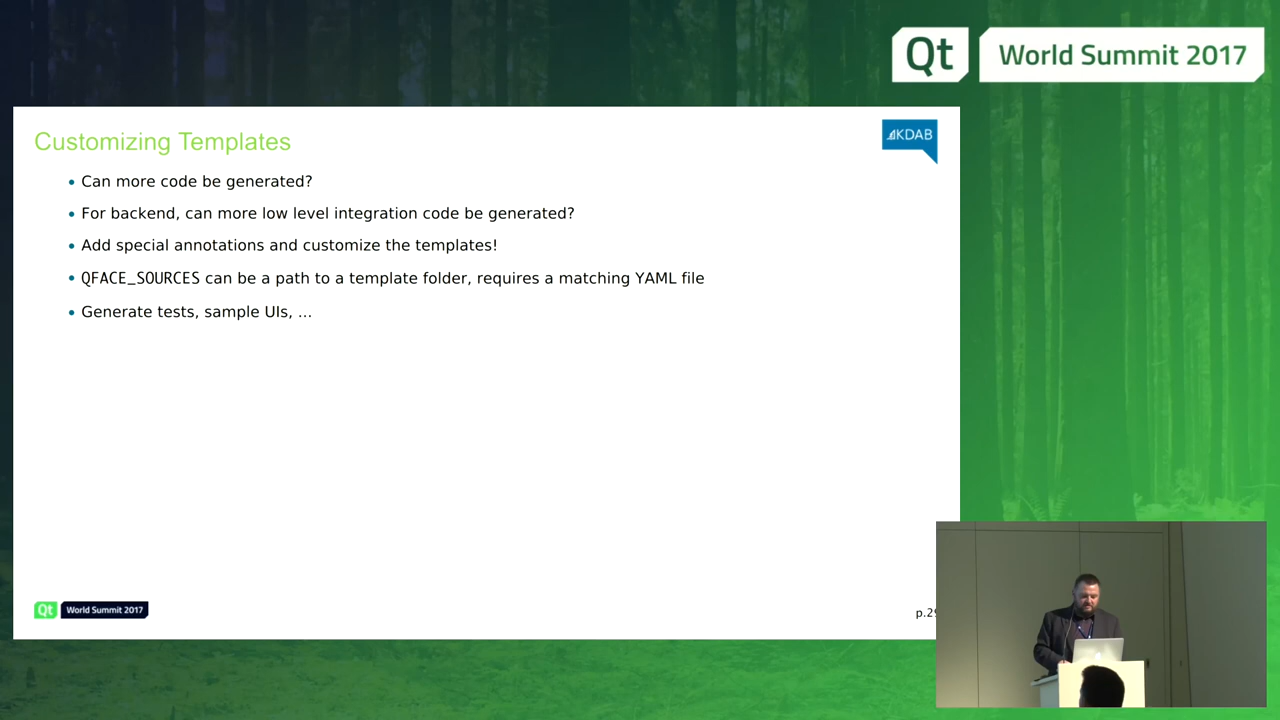 Qt World Summit 2017
Customizing Templates
KDAB
• Can more code be generated?
• For backend, can more low level integration code be generated?
• Add special annotations and customize the templates!
• QFACE_SOURCES can be a path to a template folder, requires a matching YAML file
• Generate tests, sample UIs, ...
Qt World Summit 2017